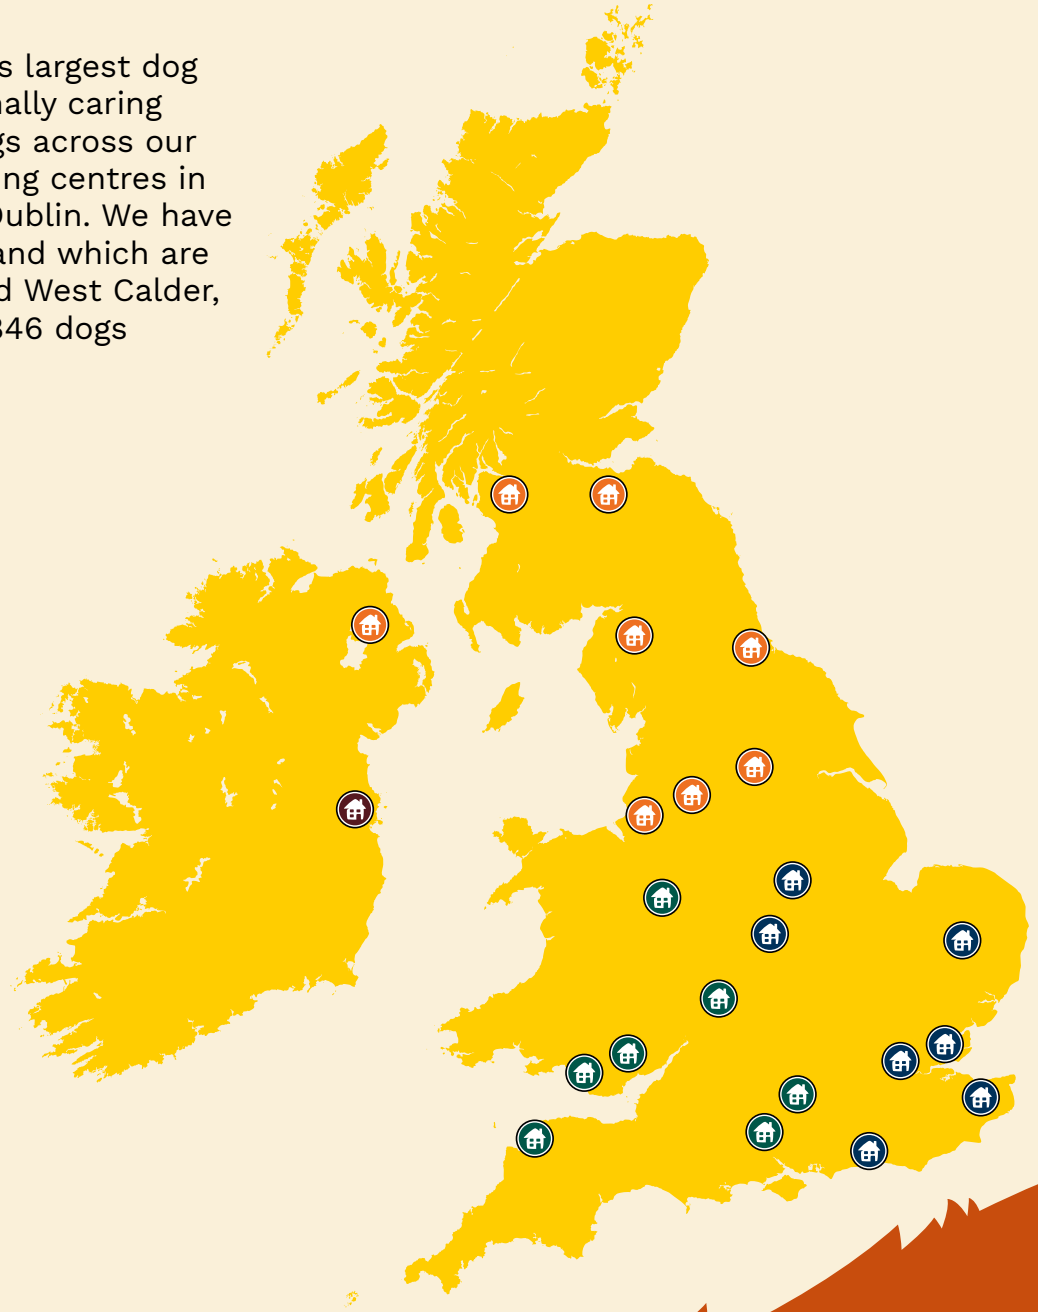 s largest dog
ally caring
gs across our
ng centres in
Dublin. We have
and which are
d West Calder,
346 dogs